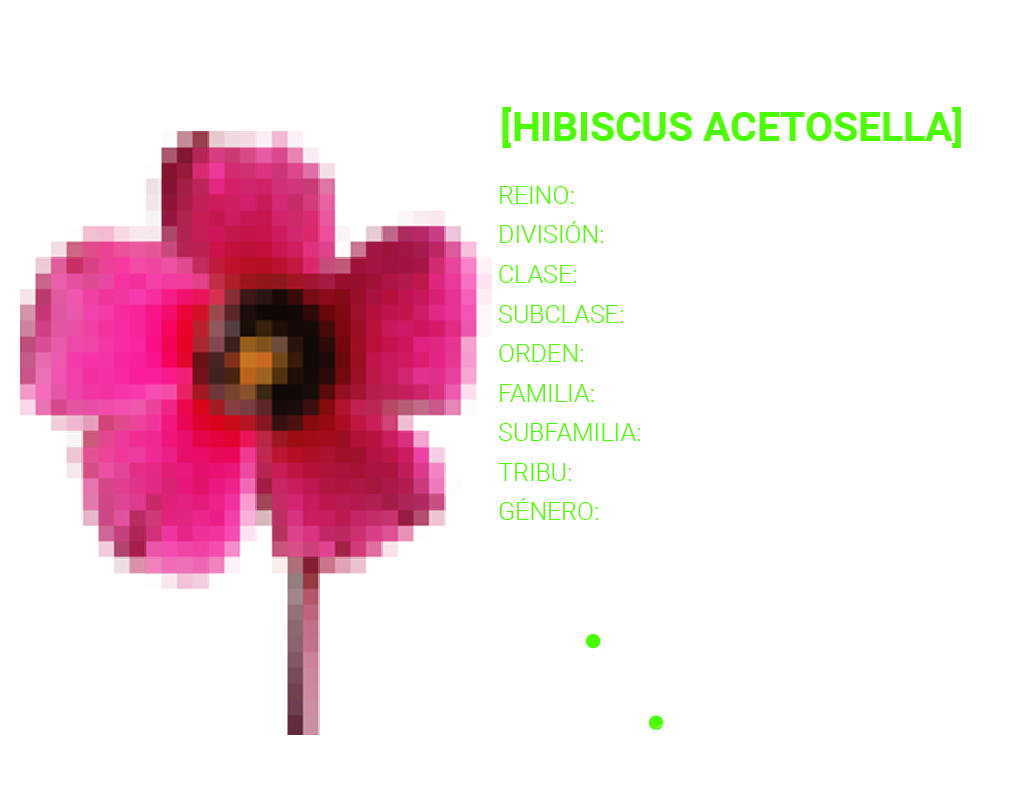 [HIBISCUS ACETOSELLA]
REINO:
DIVISIÓN:
CLASE:
SUBCLASE:
ORDEN:
FAMILIA:
SUBFAMILIA:
TRIBU:
GÉNERO: